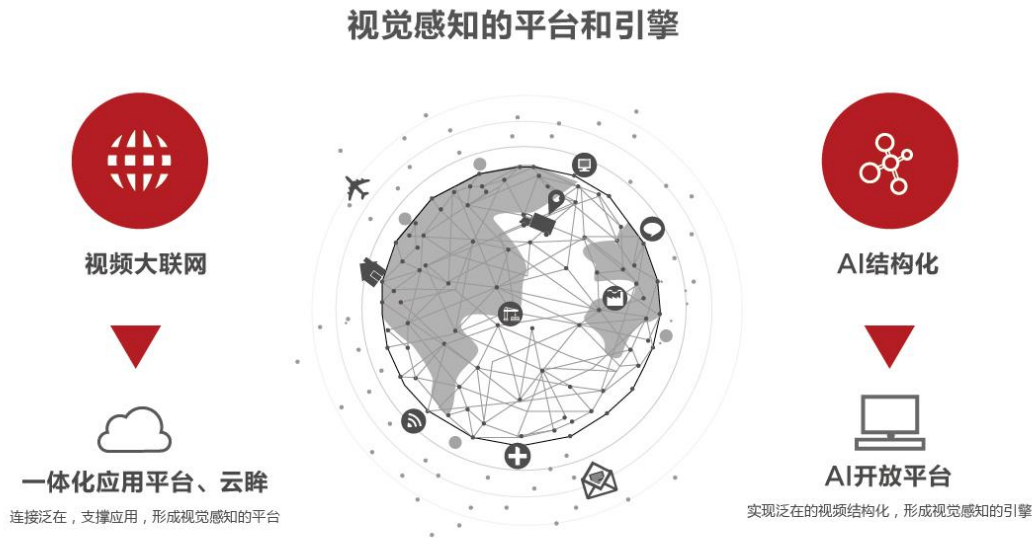 视觉感知的平台和引擎
视频大联网
一体化应用平台、云眸
连接泛在，支撑应用，形成视觉感知的平台
AI结构化
AI开放平台
实现泛在的视频结构化，形成视觉感知的引擎